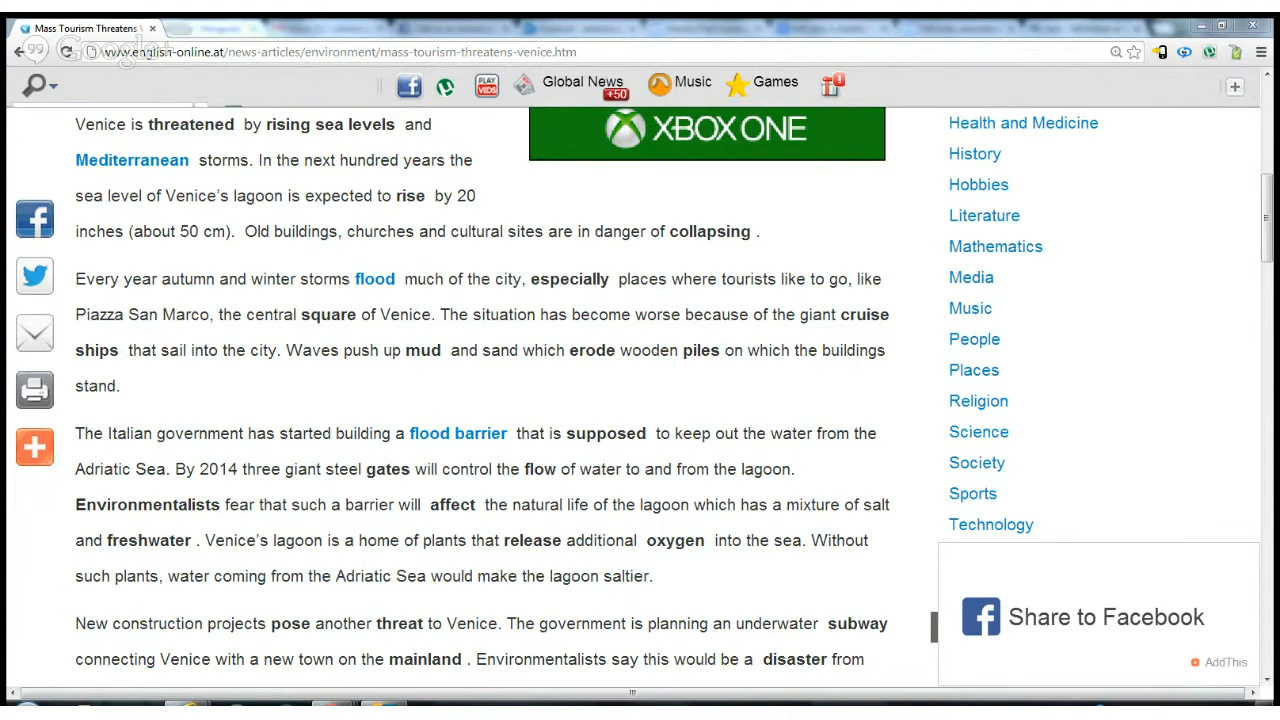 Mass Tourism Threatens
Google+
www.english-online.at/news-articles/environment/mass-tourism-threatens-venice.htm
PLAY VIDS
Global News
+50
Music
Games
Venice is threatened by rising sea levels and
Mediterranean storms. In the next hundred years the
sea level of Venice's lagoon is expected to rise by 20
inches (about 50 cm). Old buildings, churches and cultural sites are in danger of collapsing .
XBOX ONE
Every year autumn and winter storms flood much of the city, especially places where tourists like to go, like
Piazza San Marco, the central square of Venice. The situation has become worse because of the giant cruise
ships that sail into the city. Waves push up mud and sand which erode wooden piles on which the buildings
stand.
The Italian government has started building a flood barrier that is supposed to keep out the water from the
Adriatic Sea. By 2014 three giant steel gates will control the flow of water to and from the lagoon.
Environmentalists fear that such a barrier will affect the natural life of the lagoon which has a mixture of salt
and freshwater . Venice's lagoon is a home of plants that release additional oxygen into the sea. Without
such plants, water coming from the Adriatic Sea would make the lagoon saltier.
New construction projects pose another threat to Venice. The government is planning an underwater subway
connecting Venice with a new town on the mainland . Environmentalists say this would be a disaster from
Health and Medicine
History
Hobbies
Literature
Mathematics
Media
Music
People
Places
Religion
Science
Society
Sports
Technology
Share to Facebook
AddThis